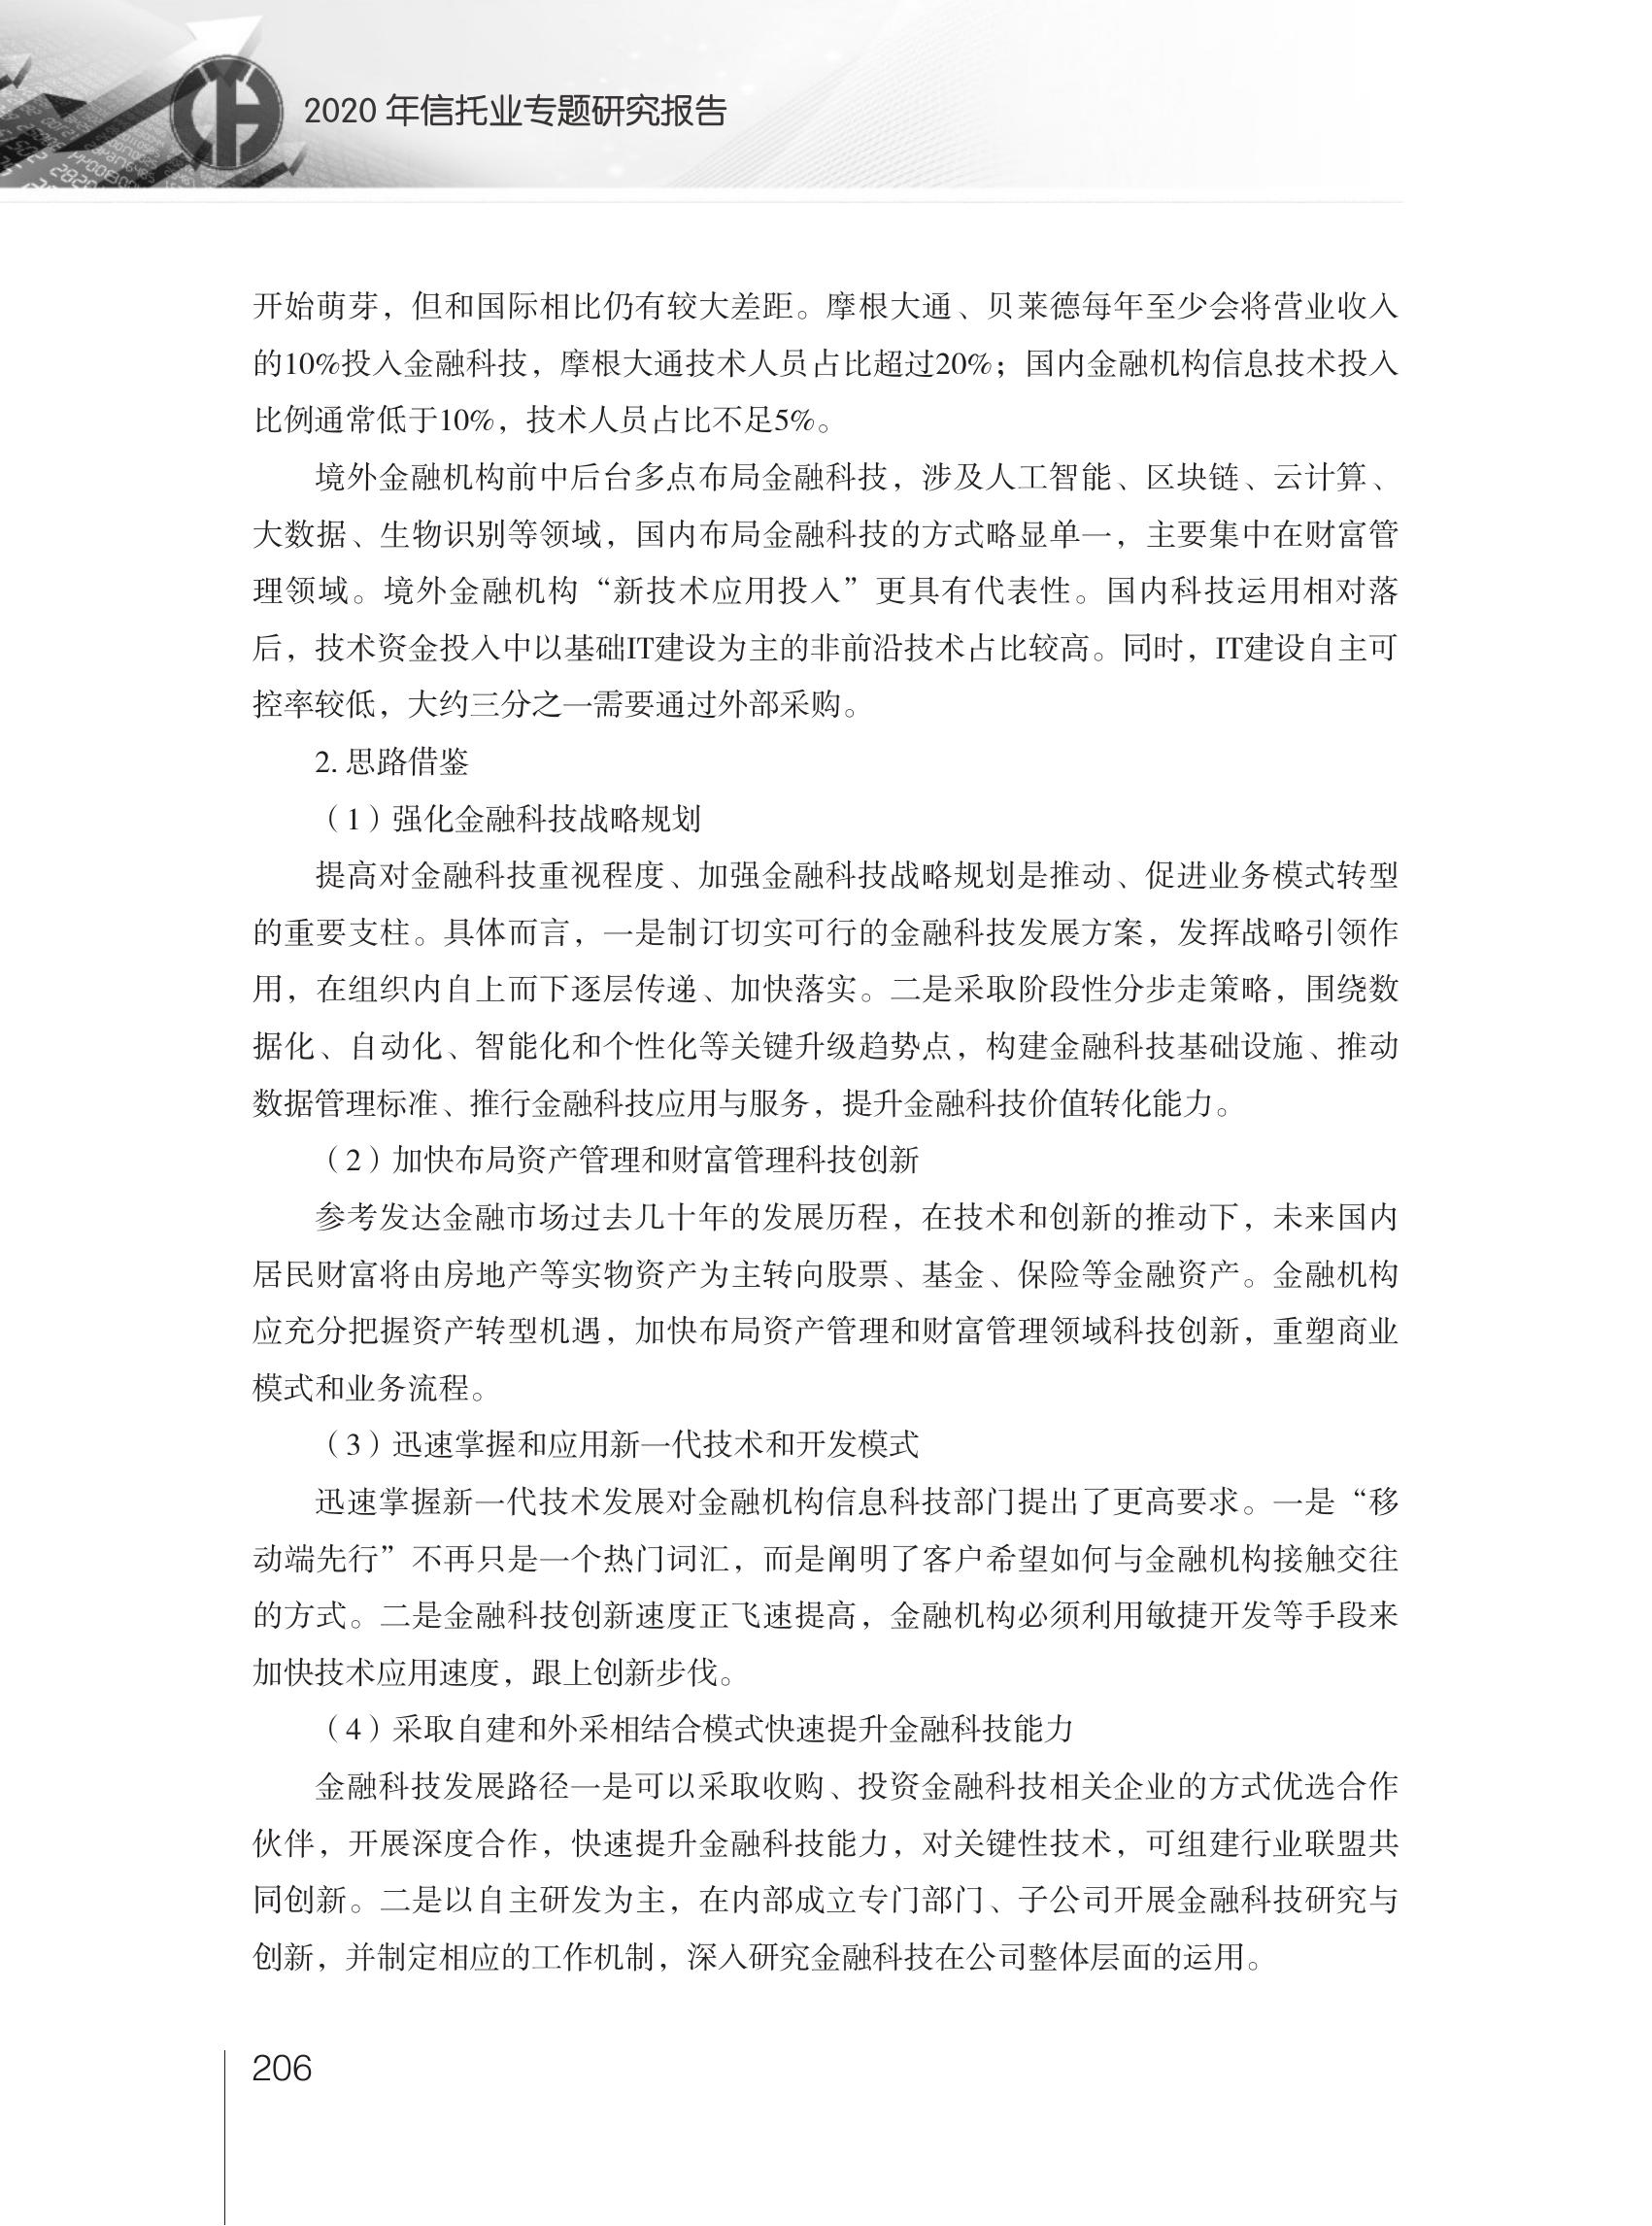 2020 年信托业专题研究报告
开始萌芽，但和国际相比仍有较大差距。摩根大通、贝莱德每年至少会将营业收入
的10%投入金融科技，摩根大通技术人员占比超过20%；国内金融机构信息技术投入
比例通常低于10%，技术人员占比不足5%。
境外金融机构前中后台多点布局金融科技，涉及人工智能、区块链、云计算、
大数据、生物识别等领域，国内布局金融科技的方式略显单一，主要集中在财富管
理领域。境外金融机构“新技术应用投入”更具有代表性。国内科技运用相对落
后，技术资金投入中以基础IT建设为主的非前沿技术占比较高。同时，IT建设自主可
控率较低，大约三分之一需要通过外部采购。
2. 思路借鉴
（1）强化金融科技战略规划
提高对金融科技重视程度、加强金融科技战略规划是推动、促进业务模式转型
的重要支柱。具体而言，一是制订切实可行的金融科技发展方案，发挥战略引领作
用，在组织内自上而下逐层传递、加快落实。二是采取阶段性分步走策略，围绕数
据化、自动化、智能化和个性化等关键升级趋势点，构建金融科技基础设施、推动
数据管理标准、推行金融科技应用与服务，提升金融科技价值转化能力。
（2）加快布局资产管理和财富管理科技创新
参考发达金融市场过去几十年的发展历程，在技术和创新的推动下，未来国内
居民财富将由房地产等实物资产为主转向股票、基金、保险等金融资产。金融机构
应充分把握资产转型机遇，加快布局资产管理和财富管理领域科技创新，重塑商业
模式和业务流程。
（3）迅速掌握和应用新一代技术和开发模式
迅速掌握新一代技术发展对金融机构信息科技部门提出了更高要求。一是“移
动端先行”不再只是一个热门词汇，而是阐明了客户希望如何与金融机构接触交往
的方式。二是金融科技创新速度正飞速提高，金融机构必须利用敏捷开发等手段来
加快技术应用速度，跟上创新步伐。
（4）采取自建和外采相结合模式快速提升金融科技能力
金融科技发展路径一是可以采取收购、投资金融科技相关企业的方式优选合作
伙伴，开展深度合作，快速提升金融科技能力，对关键性技术，可组建行业联盟共
同创新。二是以自主研发为主，在内部成立专门部门、子公司开展金融科技研究与
创新，并制定相应的工作机制，深入研究金融科技在公司整体层面的运用。
206